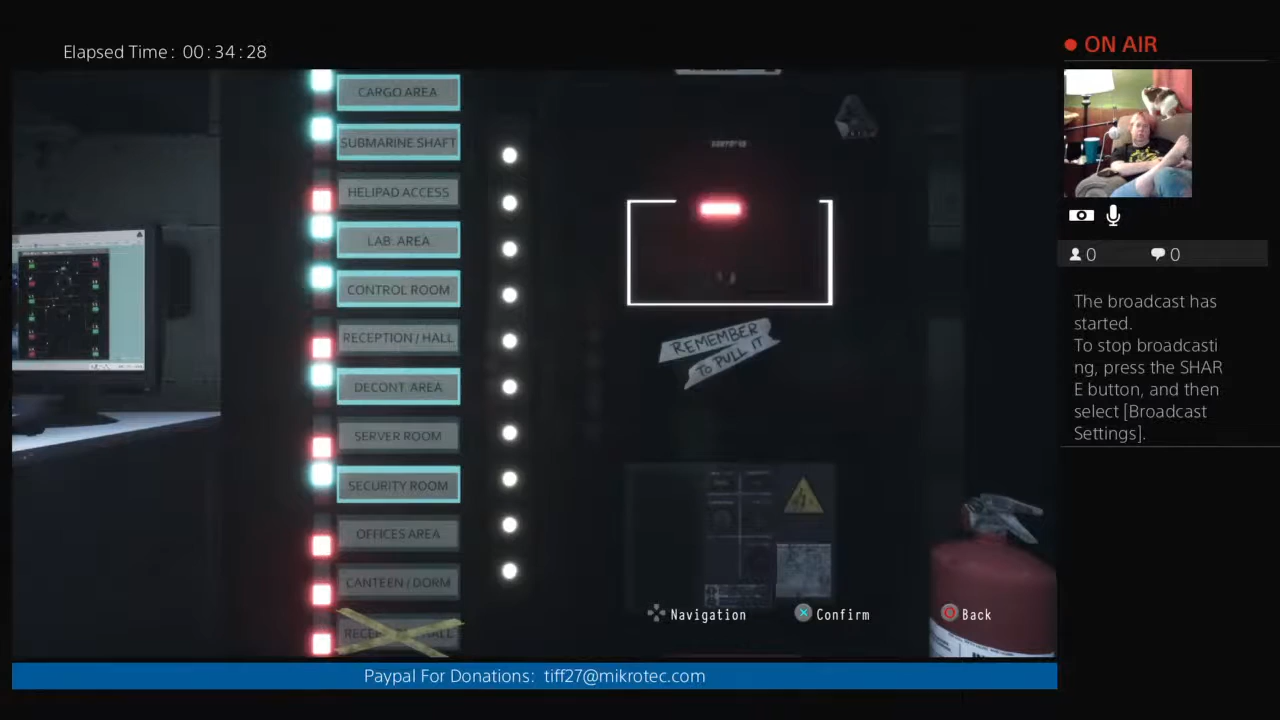 Elapsed Time: 00:34:28
ON AIR
CARGO AREA
SUBMARINE SHAFT
HELIPAD ACCESS
LAB. AREA
CONTROL ROOM
RECEPTION / HALL
DECONT. AREA
SERVER ROOM
SECURITY ROOM
OFFICES AREA
CANTEEN / DORM
REMEMBER
TO PULL IT
Navigation
Confirm
Back
0
0
The broadcast has
started.
To stop broadcasti
ng, press the SHAR
E button, and then
select [Broadcast
Settings].
Paypal For Donations: tiff27@mikrotec.com